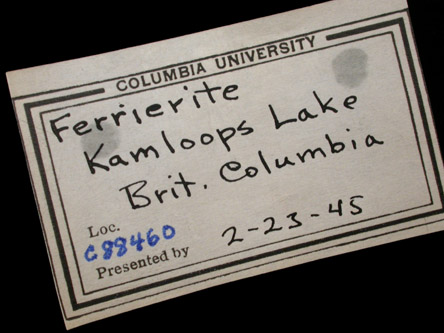 COLUMBIA UNIVERSITY
Ferrierite
Kamloops Lake
Brit. Columbia
Loc.
C88460
2-23-45
Presented by